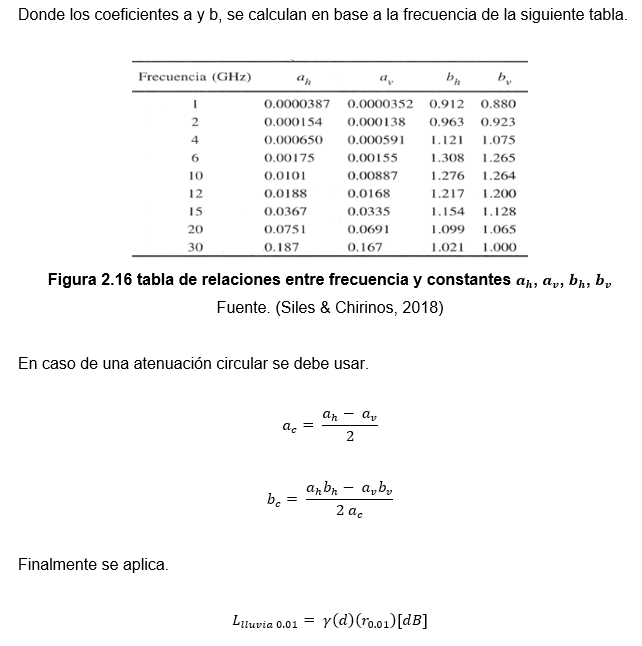 Donde los coeficientes a y b, se calculan en base a la frecuencia de la siguiente tabla.
Frecuencia (GHz) a_h a_v b_h b_v
1 0.0000387 0.0000352 0.912 0.880
2 0.000154 0.000138 0.963 0.923
4 0.000650 0.000591 1.121 1.075
6 0.00175 0.00155 1.308 1.265
10 0.0101 0.00887 1.276 1.264
12 0.0188 0.0168 1.217 1.200
15 0.0367 0.0335 1.154 1.128
20 0.0751 0.0691 1.099 1.065
30 0.187 0.167 1.021 1.000
Figura 2.16 tabla de relaciones entre frecuencia y constantes a_h, a_v, b_h, b_v
Fuente. (Siles & Chirinos, 2018)
En caso de una atenuación circular se debe usar.
a_c = (a_h − a_v) / 2
b_c = (a_h b_h − a_v b_v) / (2 a_c)
Finalmente se aplica.
L_lluvia 0.01 = γ(d)(r_0.01)[dB]